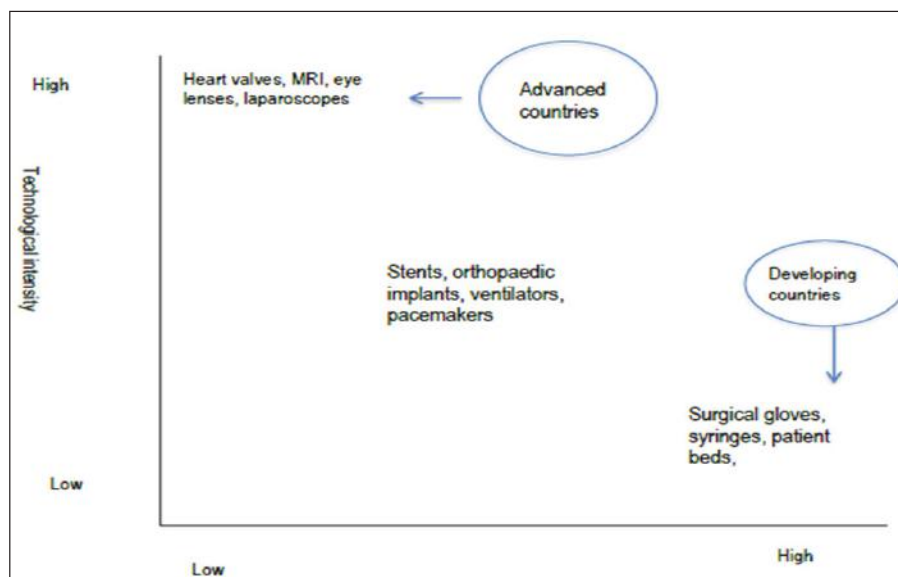 High
Heart valves, MRI, eye
lenses, laparoscopes
Advanced
countries
Technological intensity
Stents, orthopaedic
implants, ventilators,
pacemakers
Developing
countries
Surgical gloves,
syringes, patient
beds,
Low
Low
High